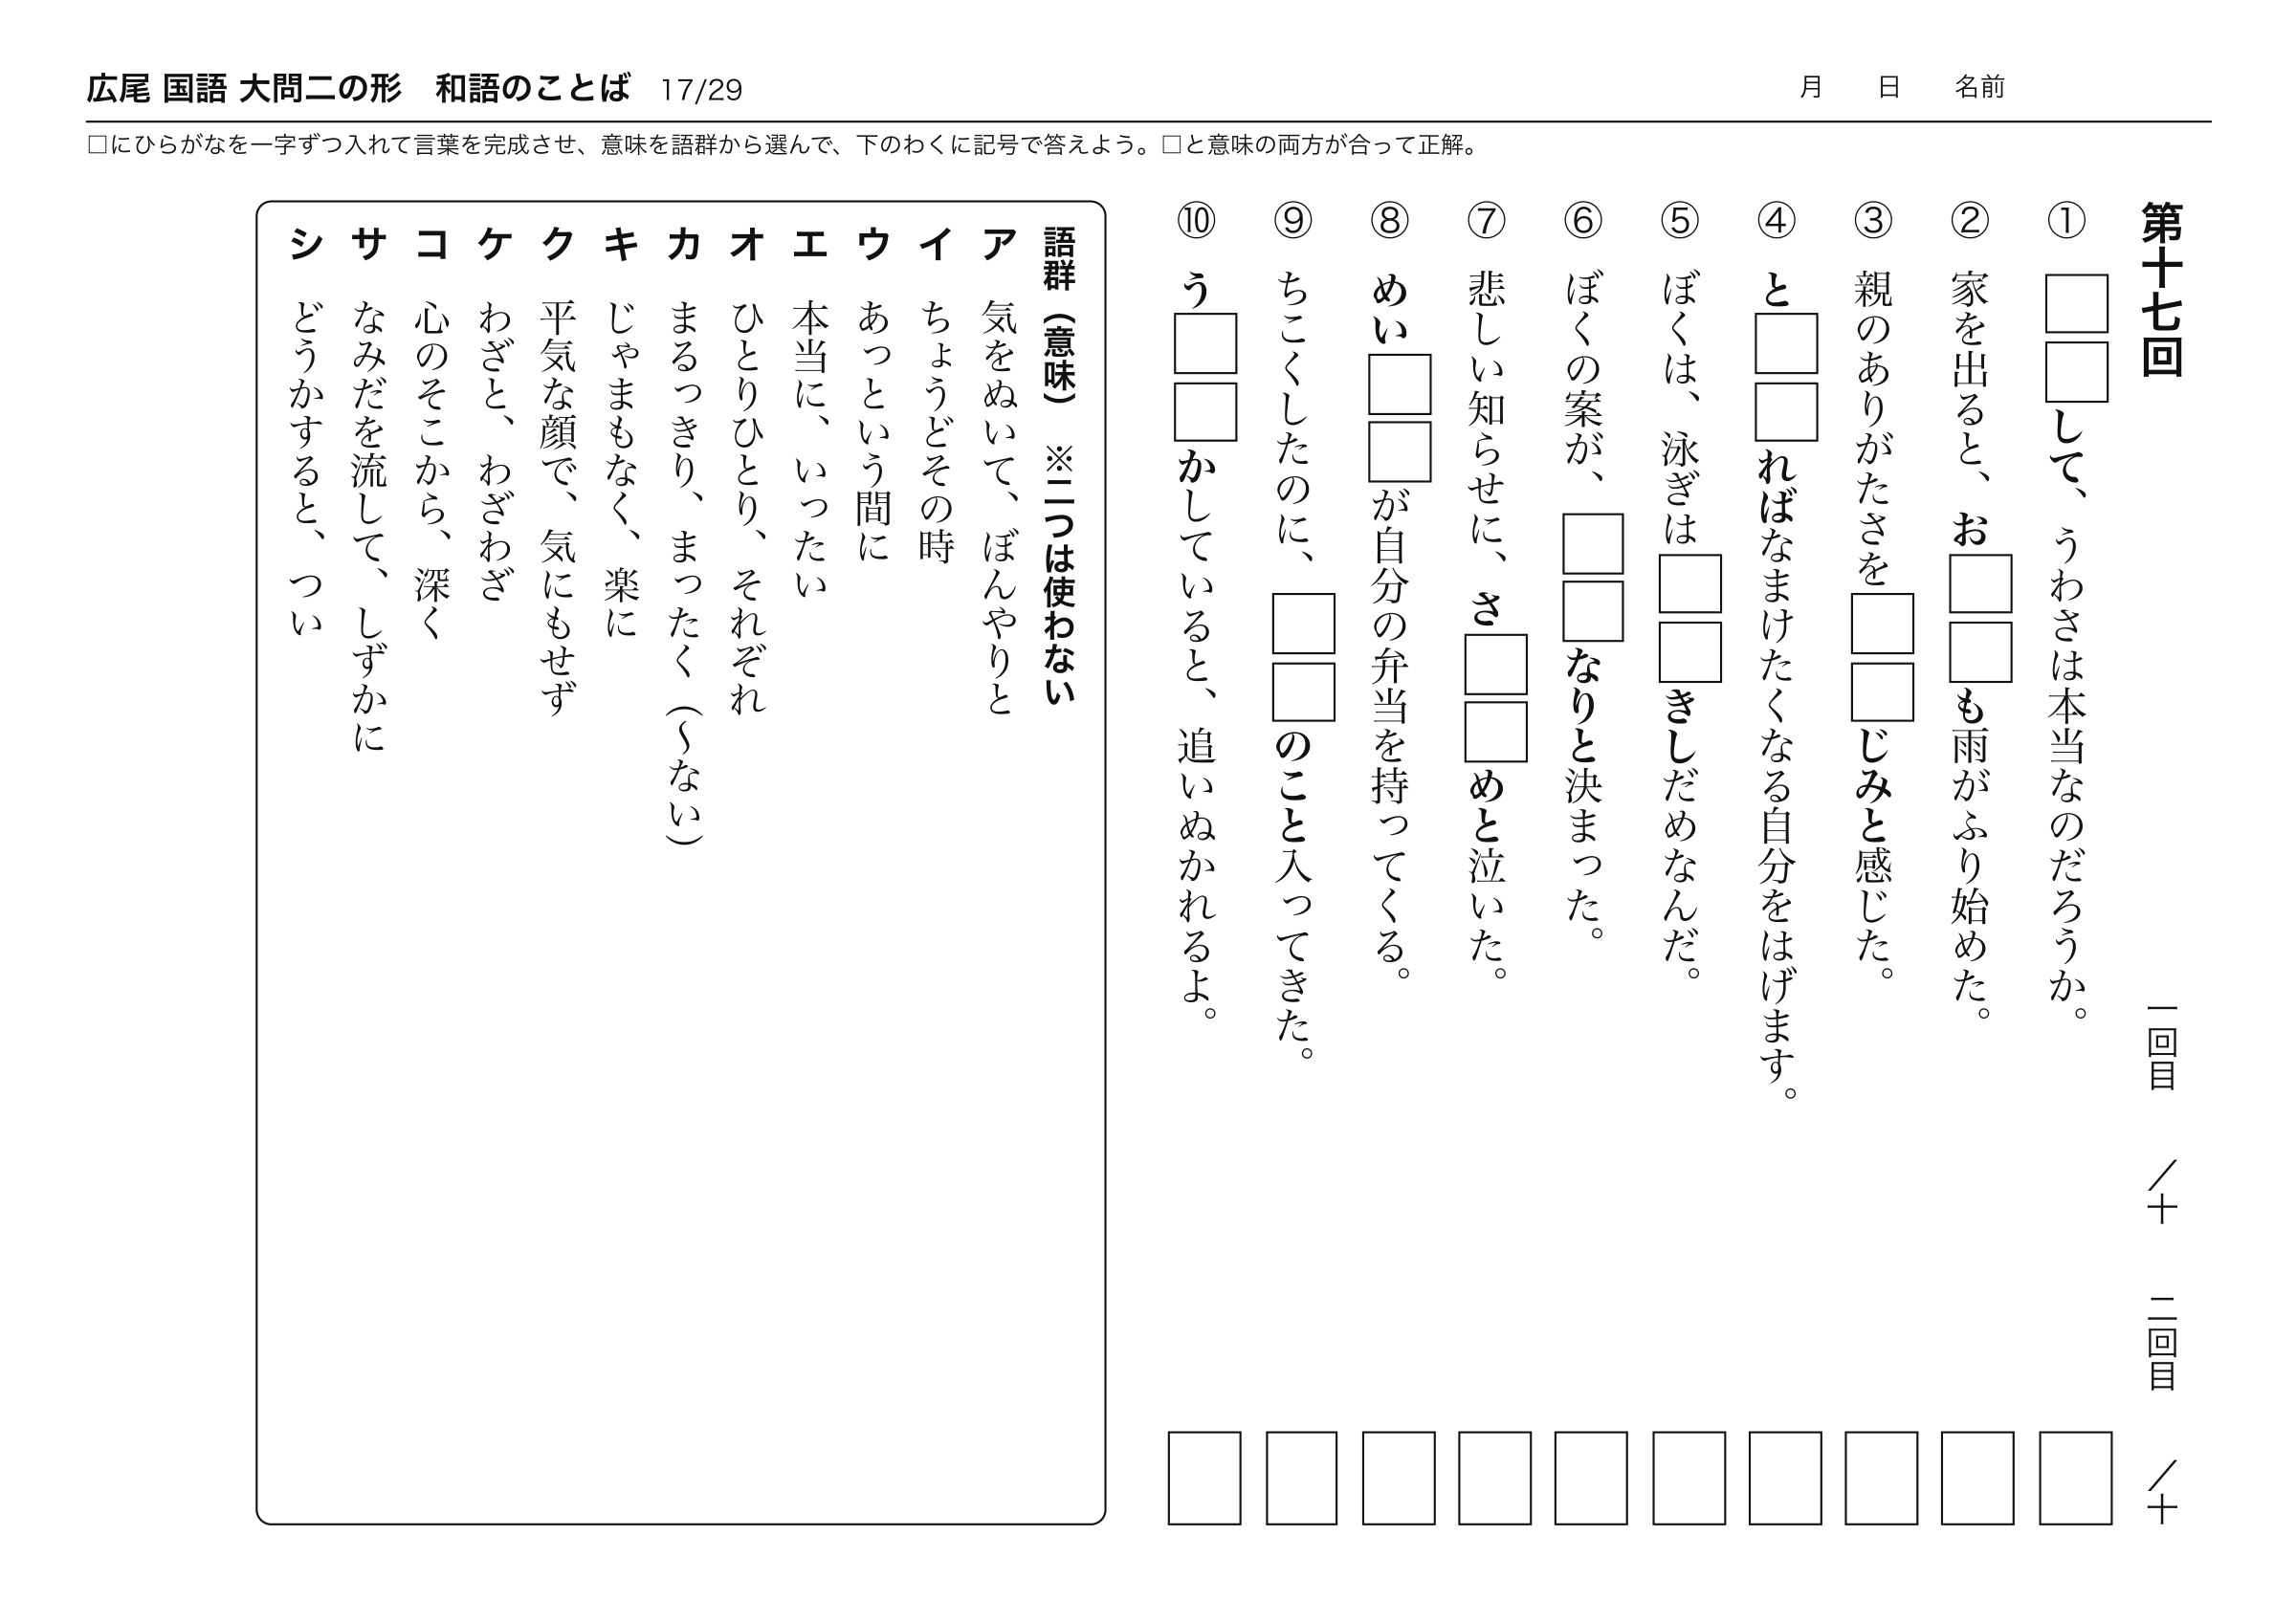 広尾 国語 大問二の形　和語のことば　17/29
月　日　名前
□にひらがなを一字ずつ入れて言葉を完成させ、意味を語群から選んで、下のわくに記号で答えよう。□と意味の両方が合って正解。
第十七回　一回目　／十　二回目　／十
① □□して、うわさは本当なのだろうか。
② 家を出ると、お□□も雨がふり始めた。
③ 親のありがたさを□□じみと感じた。
④ と□□ればなまけたくなる自分をはげます。
⑤ ぼくは、泳ぎは□□きしだめなんだ。
⑥ ぼくの案が、□□なりと決まった。
⑦ 悲しい知らせに、さ□□めと泣いた。
⑧ めい□□が自分の弁当を持ってくる。
⑨ ちこくしたのに、□□のこと入ってきた。
⑩ う□□かしていると、追いぬかれるよ。
語群（意味）　※二つは使わない
ア　気をぬいて、ぼんやりと
イ　ちょうどその時
ウ　あっという間に
エ　本当に、いったい
オ　ひとりひとり、それぞれ
カ　まるっきり、まったく（〜ない）
キ　じゃまもなく、楽に
ク　平気な顔で、気にもせず
ケ　わざと、わざわざ
コ　心のそこから、深く
サ　なみだを流して、しずかに
シ　どうかすると、つい